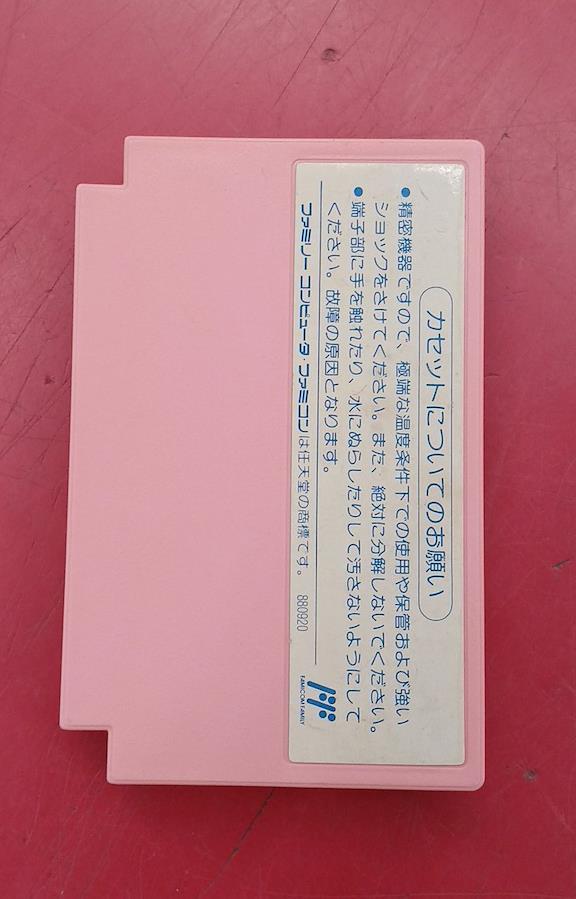 カセットについてのお願い
●精密機器ですので、極端な温度条件下での使用や保管および強い
ショックをさけてください。また、絶対に分解しないでください。
●端子部に手を触れたり、水にぬらしたりして汚さないようにして
ください。故障の原因となります。
ファミリーコンピュータ・ファミコンは任天堂の商標です。 880920
FAMICOM FAMILY